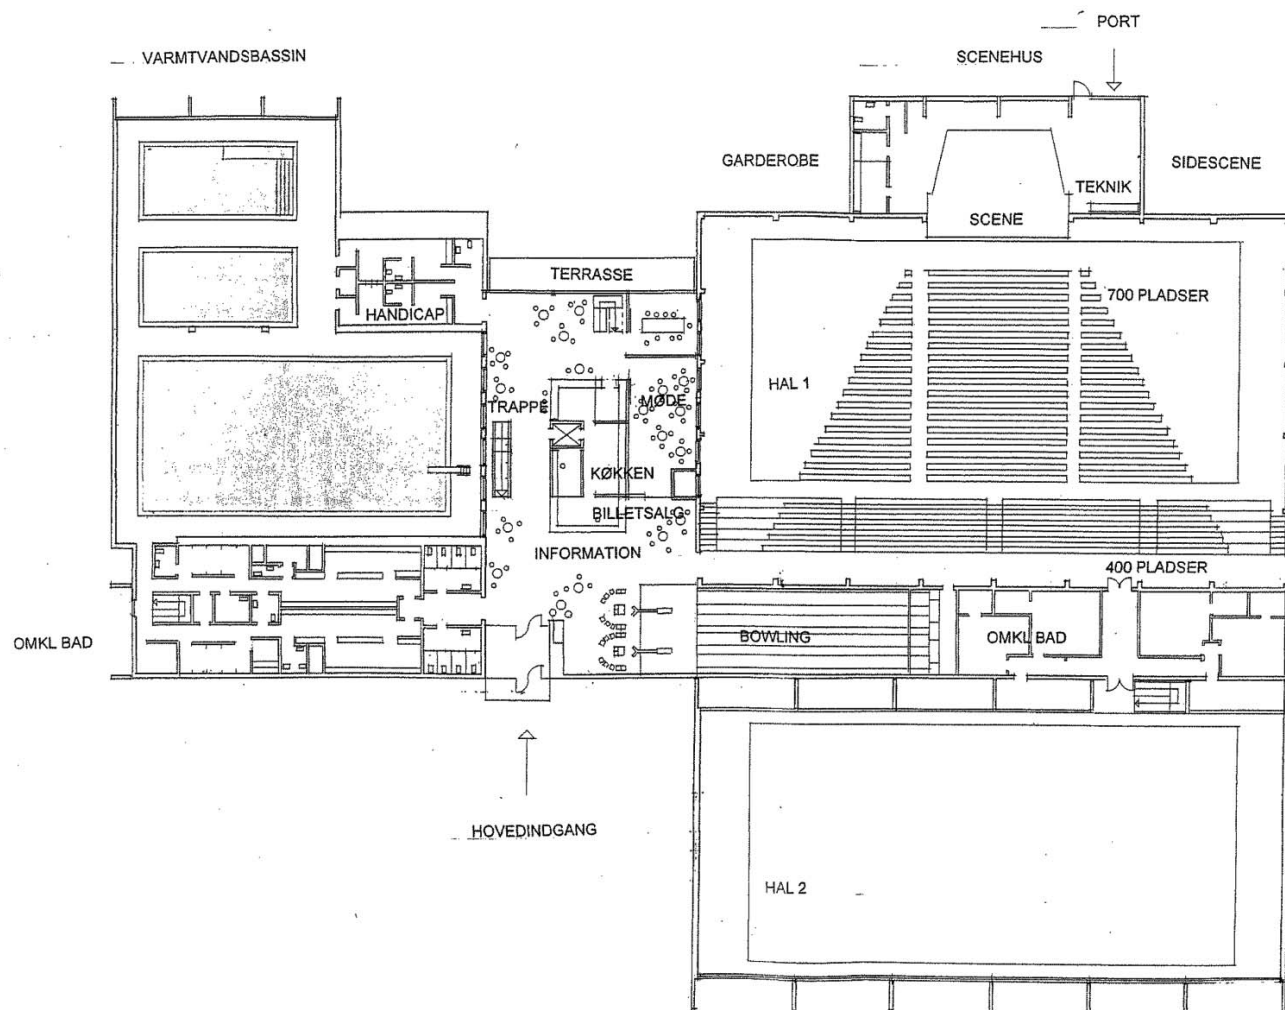 PORT
VARMTVANDSBASSIN
SCENEHUS
GARDEROBE
SIDESCENE
TEKNIK
SCENE
TERRASSE
700 PLADSER
HANDICAP
HAL 1
TRAPPE
MØDE
KØKKEN
BILLETSALG
INFORMATION
400 PLADSER
BOWLING
OMKL BAD
OMKL BAD
HOVEDINDGANG
HAL 2